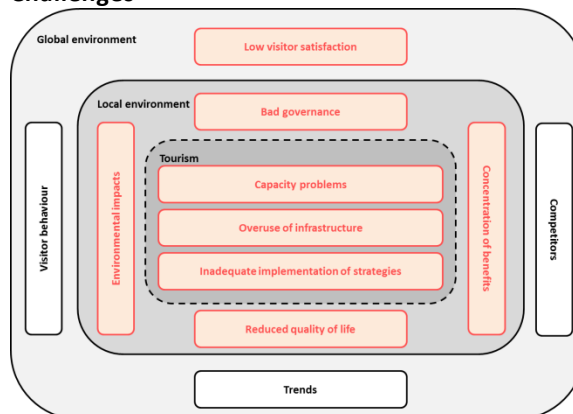 Challenges
Global environment
Low visitor satisfaction
Local environment
Bad governance
Visitor behaviour
Environmental impacts
Tourism
Capacity problems
Overuse of infrastructure
Inadequate implementation of strategies
Concentration of benefits
Competitors
Reduced quality of life
Trends